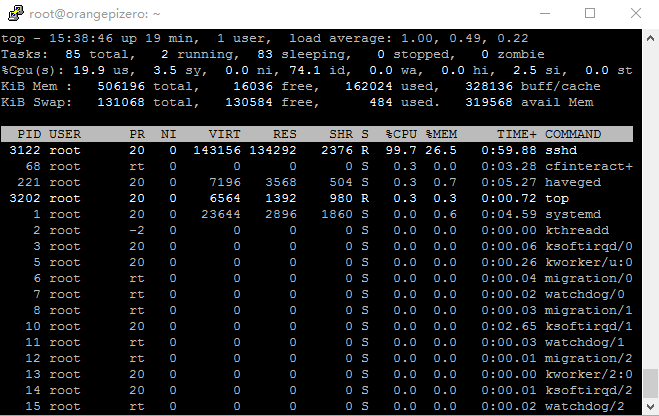 root@orangepizero: ~
top - 15:38:46 up 19 min,  1 user,  load average: 1.00, 0.49, 0.22
Tasks:  85 total,   2 running,  83 sleeping,   0 stopped,   0 zombie
%Cpu(s): 19.9 us,  3.5 sy,  0.0 ni, 74.1 id,  0.0 wa,  0.0 hi,  2.5 si,  0.0 st
KiB Mem :   506196 total,    16036 free,   162024 used,   328136 buff/cache
KiB Swap:   131068 total,   130584 free,      484 used.   319568 avail Mem
  PID USER      PR  NI    VIRT    RES    SHR S  %CPU %MEM     TIME+ COMMAND
 3122 root      20   0  143156 134292   2376 R  99.7 26.5   0:59.88 sshd
   68 root      rt   0       0      0      0 S   0.3  0.0   0:03.28 cfinteract+
  221 root      20   0    7196   3568    504 S   0.3  0.7   0:05.27 haveged
 3202 root      20   0    6564   1392    980 R   0.3  0.3   0:00.72 top
    1 root      20   0   23644   2896   1860 S   0.0  0.6   0:04.59 systemd
    2 root      -2   0       0      0      0 S   0.0  0.0   0:00.00 kthreadd
    3 root      20   0       0      0      0 S   0.0  0.0   0:00.06 ksoftirqd/0
    5 root      20   0       0      0      0 S   0.0  0.0   0:00.26 kworker/u:0
    6 root      rt   0       0      0      0 S   0.0  0.0   0:00.04 migration/0
    7 root      rt   0       0      0      0 S   0.0  0.0   0:00.02 watchdog/0
    8 root      rt   0       0      0      0 S   0.0  0.0   0:00.03 migration/1
   10 root      20   0       0      0      0 S   0.0  0.0   0:02.65 ksoftirqd/1
   11 root      rt   0       0      0      0 S   0.0  0.0   0:00.03 watchdog/1
   12 root      rt   0       0      0      0 S   0.0  0.0   0:00.01 migration/2
   13 root      20   0       0      0      0 S   0.0  0.0   0:00.00 kworker/2:0
   14 root      20   0       0      0      0 S   0.0  0.0   0:00.01 ksoftirqd/2
   15 root      rt   0       0      0      0 S   0.0  0.0   0:00.02 watchdog/2